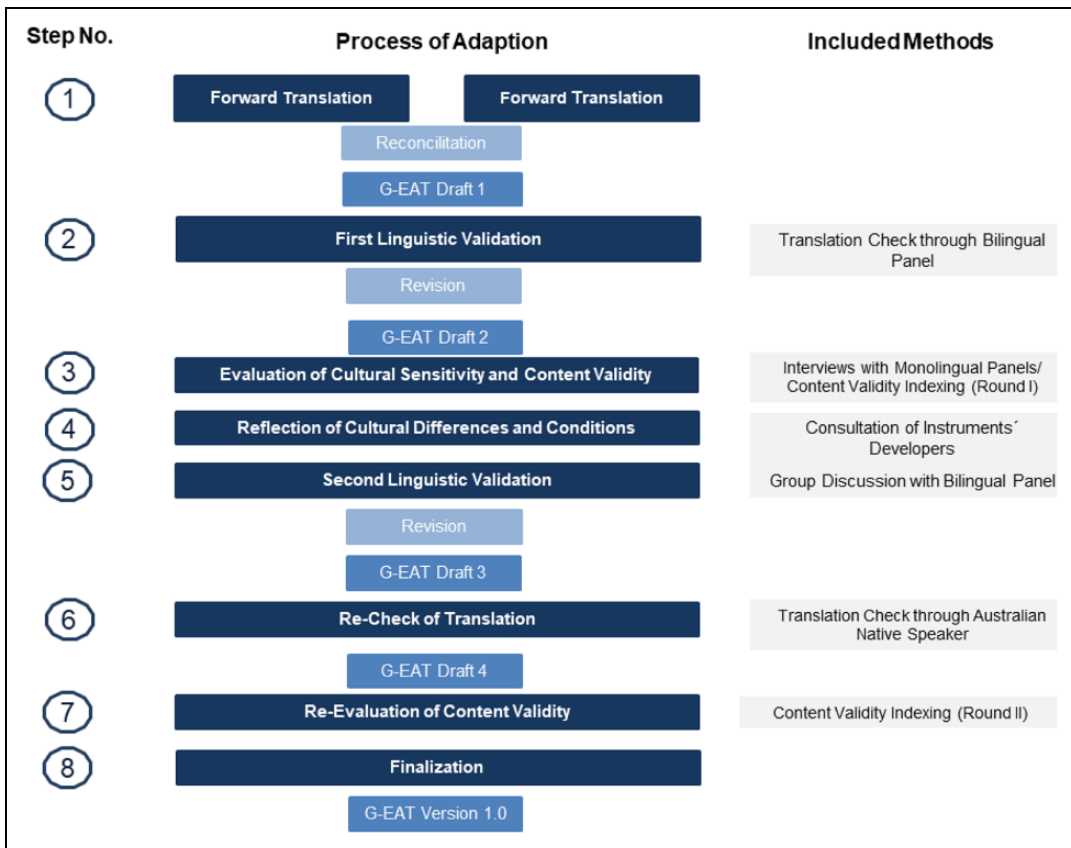 Step No.
Process of Adaption
Included Methods
1
Forward Translation
Forward Translation
Reconcilitation
G-EAT Draft 1
2
First Linguistic Validation
Translation Check through Bilingual
Panel
Revision
G-EAT Draft 2
3
Evaluation of Cultural Sensitivity and Content Validity
Interviews with Monolingual Panels/
Content Validity Indexing (Round I)
4
Reflection of Cultural Differences and Conditions
Consultation of Instruments´
Developers
5
Second Linguistic Validation
Group Discussion with Bilingual Panel
Revision
G-EAT Draft 3
6
Re-Check of Translation
Translation Check through Australian
Native Speaker
G-EAT Draft 4
7
Re-Evaluation of Content Validity
Content Validity Indexing (Round II)
8
Finalization
G-EAT Version 1.0